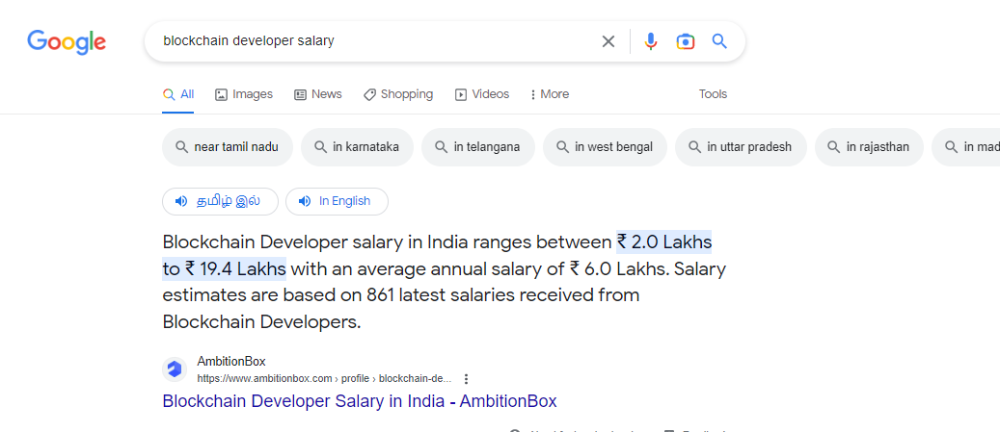 Google
blockchain developer salary
All Images News Shopping Videos More Tools
near tamil nadu in karnataka in telangana in west bengal in uttar pradesh in rajasthan in mad
தமிழ் இல் In English
Blockchain Developer salary in India ranges between ₹ 2.0 Lakhs
to ₹ 19.4 Lakhs with an average annual salary of ₹ 6.0 Lakhs. Salary
estimates are based on 861 latest salaries received from
Blockchain Developers.
AmbitionBox
https://www.ambitionbox.com › profile › blockchain-de...
Blockchain Developer Salary in India - AmbitionBox